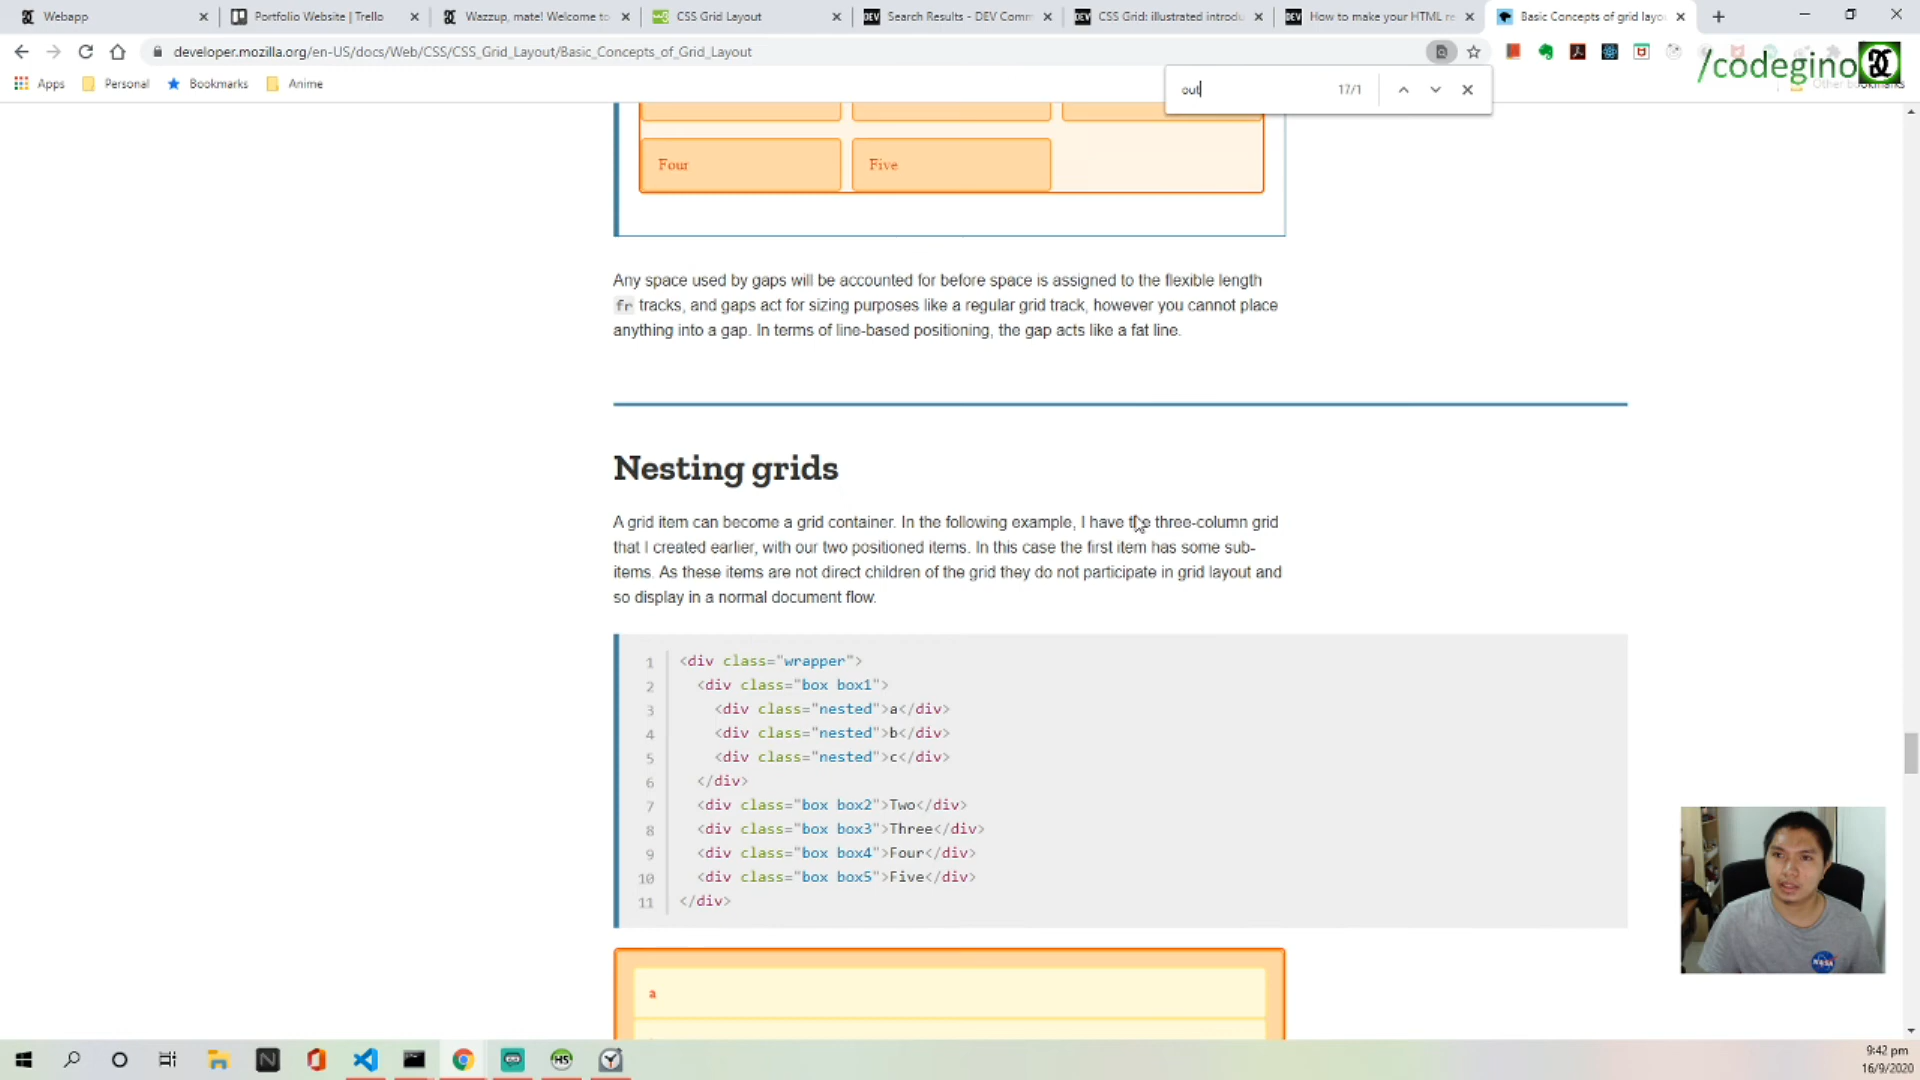 Webapp
Portfolio Website | Trello
Wazzup, mate! Welcome to
CSS Grid Layout
Search Results - DEV Comm
CSS Grid: illustrated introdu
How to make your HTML re
Basic Concepts of grid layo
developer.mozilla.org/en-US/docs/Web/CSS/CSS_Grid_Layout/Basic_Concepts_of_Grid_Layout
/codegino
Apps
Personal
Bookmarks
Anime
Other bookmarks
out
17/1
Four
Five
Any space used by gaps will be accounted for before space is assigned to the flexible length
fr tracks, and gaps act for sizing purposes like a regular grid track, however you cannot place
anything into a gap. In terms of line-based positioning, the gap acts like a fat line.
Nesting grids
A grid item can become a grid container. In the following example, I have the three-column grid
that I created earlier, with our two positioned items. In this case the first item has some sub-
items. As these items are not direct children of the grid they do not participate in grid layout and
so display in a normal document flow.
1 <div class="wrapper">
2 <div class="box box1">
3 <div class="nested">a</div>
4 <div class="nested">b</div>
5 <div class="nested">c</div>
6 </div>
7 <div class="box box2">Two</div>
8 <div class="box box3">Three</div>
9 <div class="box box4">Four</div>
10 <div class="box box5">Five</div>
11 </div>
a
NASA
9:42 pm
16/9/2020